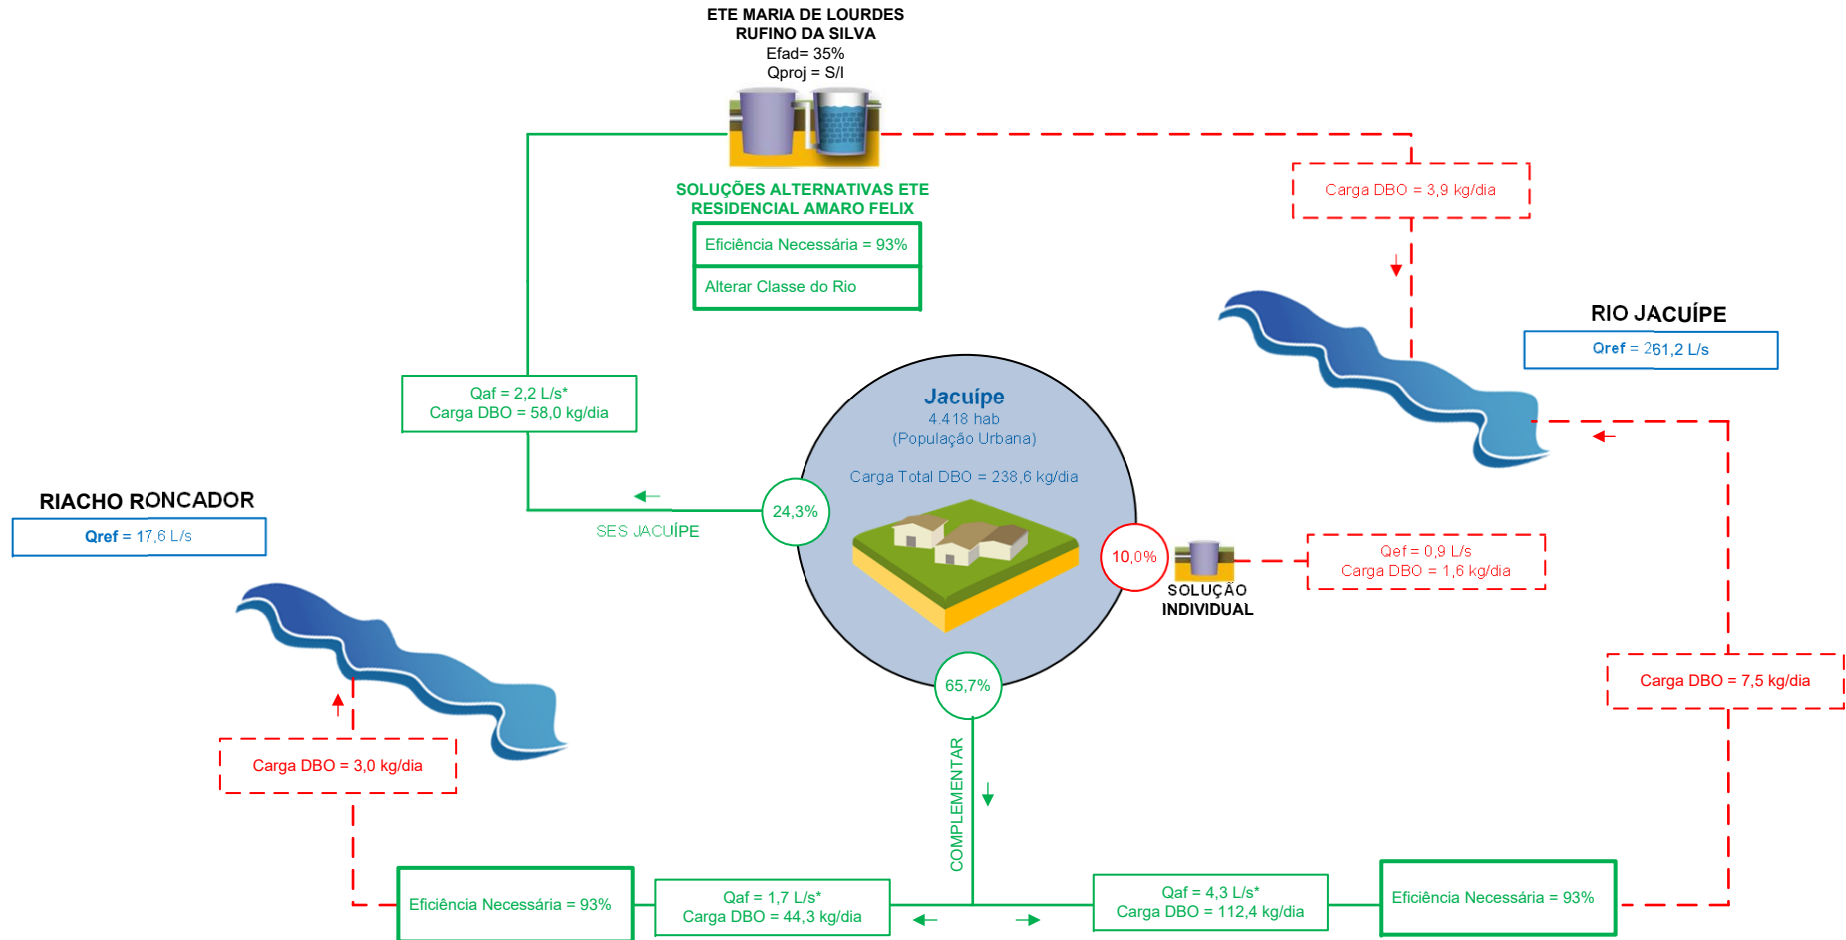 ETE MARIA DE LOURDES
RUFINO DA SILVA
Efad= 35%
Qproj = S/I
SOLUÇÕES ALTERNATIVAS ETE
RESIDENCIAL AMARO FELIX
Eficiência Necessária = 93%
Alterar Classe do Rio
Carga DBO = 3,9 kg/dia
RIO JACUÍPE
Qref = 261,2 L/s
Qaf = 2,2 L/s*
Carga DBO = 58,0 kg/dia
Jacuípe
4.418 hab
(População Urbana)
Carga Total DBO = 238,6 kg/dia
RIACHO RONCADOR
Qref = 17,6 L/s
24,3%
SES JACUÍPE
10,0%
SOLUÇÃO
INDIVIDUAL
Qef = 0,9 L/s
Carga DBO = 1,6 kg/dia
65,7%
Carga DBO = 7,5 kg/dia
Carga DBO = 3,0 kg/dia
COMPLEMENTAR
Eficiência Necessária = 93%
Qaf = 1,7 L/s*
Carga DBO = 44,3 kg/dia
Qaf = 4,3 L/s*
Carga DBO = 112,4 kg/dia
Eficiência Necessária = 93%